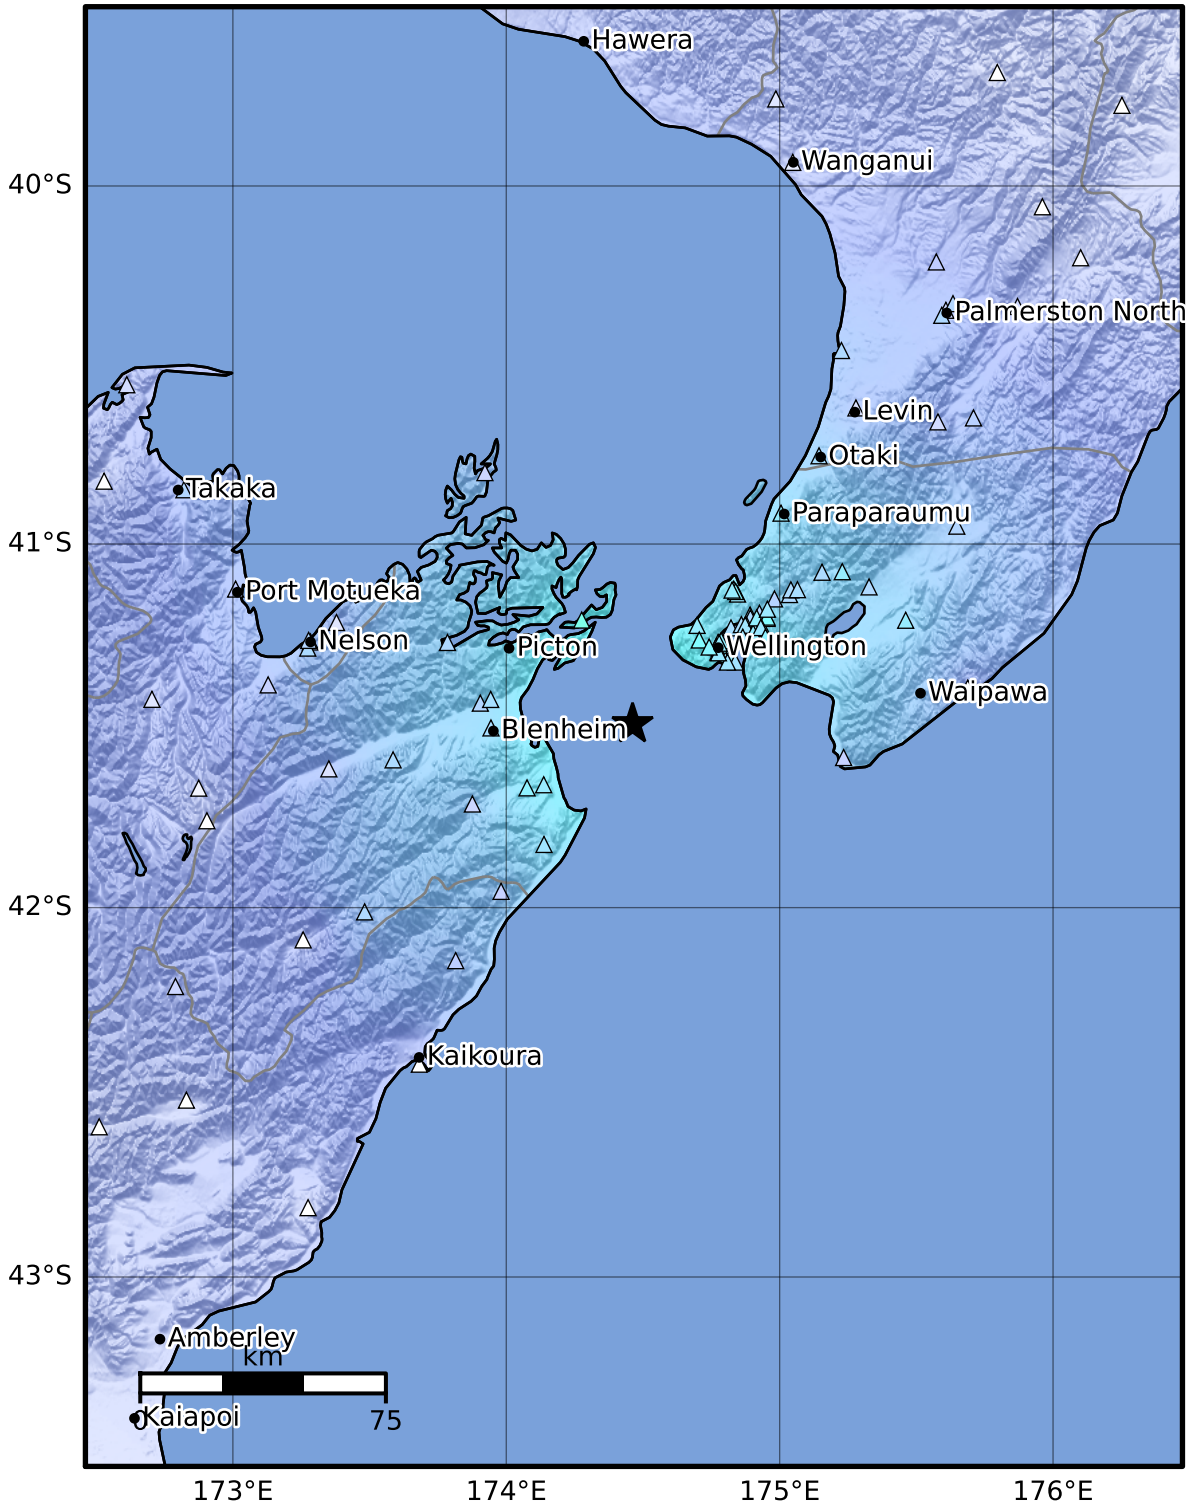 Hawera
Wanganui
40°S
Palmerston North
Levin
Otaki
Takaka
Paraparaumu
41°S
Port Motueka
Nelson
Picton
Wellington
Waipawa
Blenheim
42°S
Kaikoura
43°S
Amberley
km
Kaiapoi
0
75
173°E
174°E
175°E
176°E